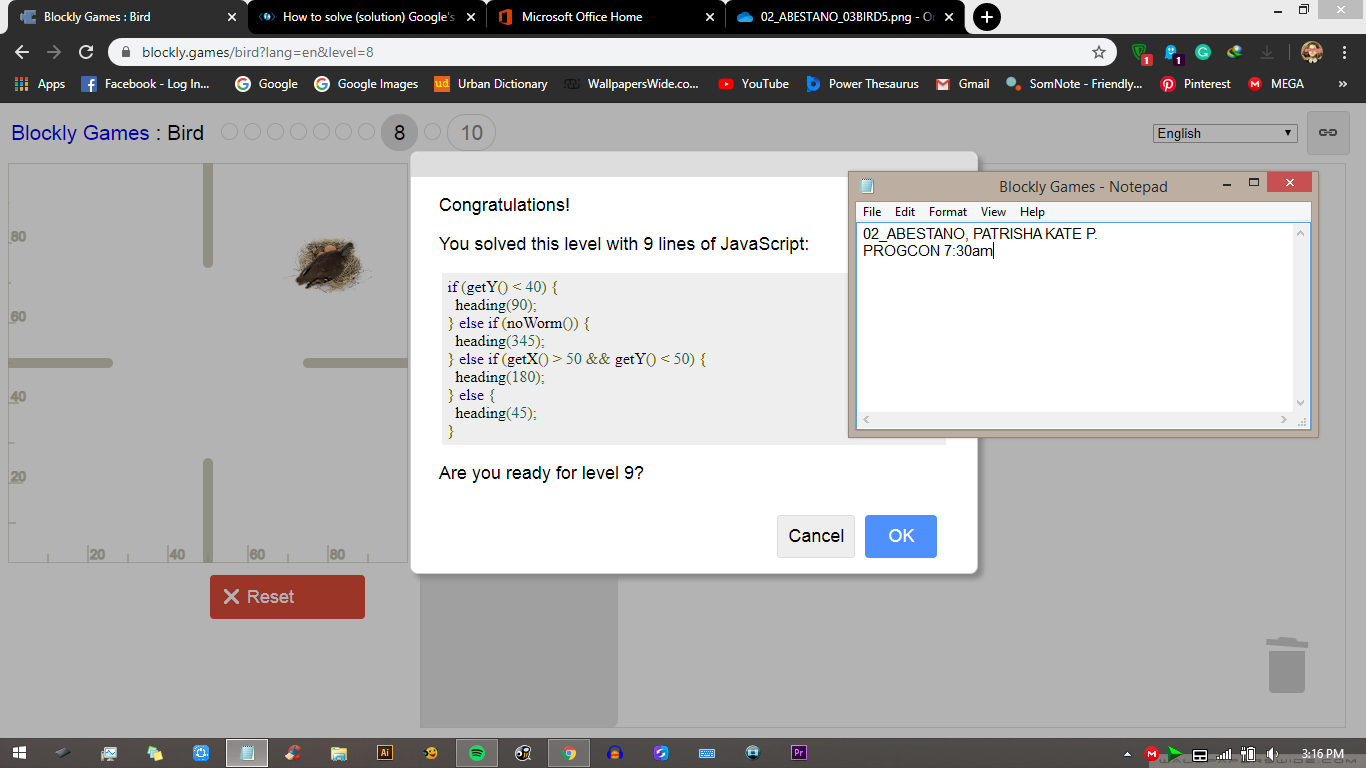 Blockly Games : Bird
How to solve (solution) Google's
Microsoft Office Home
02_ABESTANO_03BIRD5.png - O
blockly.games/bird?lang=en&level=8
1
1
Apps
Facebook - Log In...
Google
Google Images
ud
Urban Dictionary
WallpapersWide.co...
YouTube
Power Thesaurus
Gmail
SomNote - Friendly...
Pinterest
MEGA
»
Blockly Games : Bird
8
10
English
Congratulations!
You solved this level with 9 lines of JavaScript:
if (getY() < 40) {
heading(90);
} else if (noWorm()) {
heading(345);
} else if (getX() > 50 && getY() < 50) {
heading(180);
} else {
heading(45);
}
Are you ready for level 9?
Cancel
OK
Blockly Games - Notepad
File Edit Format View Help
02_ABESTANO, PATRISHA KATE P.
PROGCON 7:30am
80
60
40
20
20 40 60 80
Reset
Ai
Pr
3:16 PM